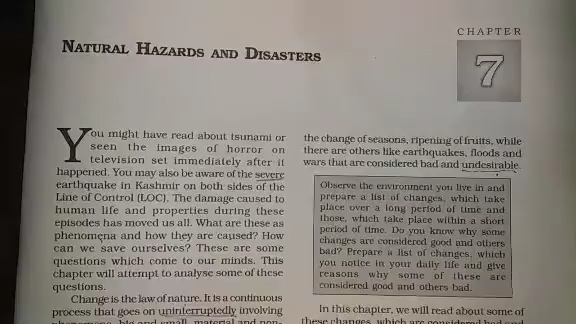 CHAPTER
7
NATURAL HAZARDS AND DISASTERS
You might have read about tsunami or
seen the images of horror on
television set immediately after it
happened. You may also be aware of the severe
earthquake in Kashmir on both sides of the
Line of Control (LOC). The damage caused to
human life and properties during these
episodes has moved us all. What are these as
phenomena and how they are caused? How
can we save ourselves? These are some
questions which come to our minds. This
chapter will attempt to analyse some of these
questions.
Change is the law of nature. It is a continuous
process that goes on uninterruptedly involving
phenomena, big and small, material and non-
the change of seasons, ripening of fruits, while
there are others like earthquakes, floods and
wars that are considered bad and undesirable.
Observe the environment you live in and
prepare a list of changes, which take
place over a long period of time and
those, which take place within a short
period of time. Do you know why some
changes are considered good and others
bad? Prepare a list of changes, which
you notice in your daily life and give
reasons why some of these are
considered good and others bad.
In this chapter, we will read about some of
these changes, which are considered bad and